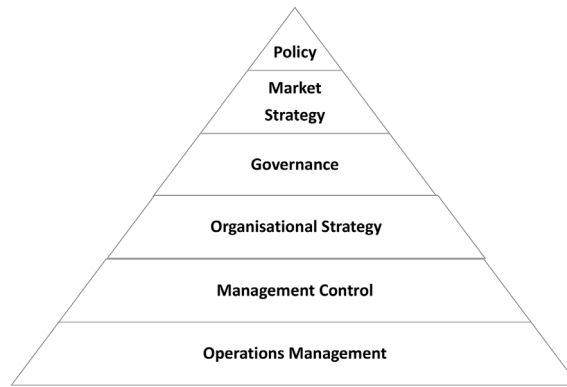 Policy
Market
Strategy
Governance
Organisational Strategy
Management Control
Operations Management